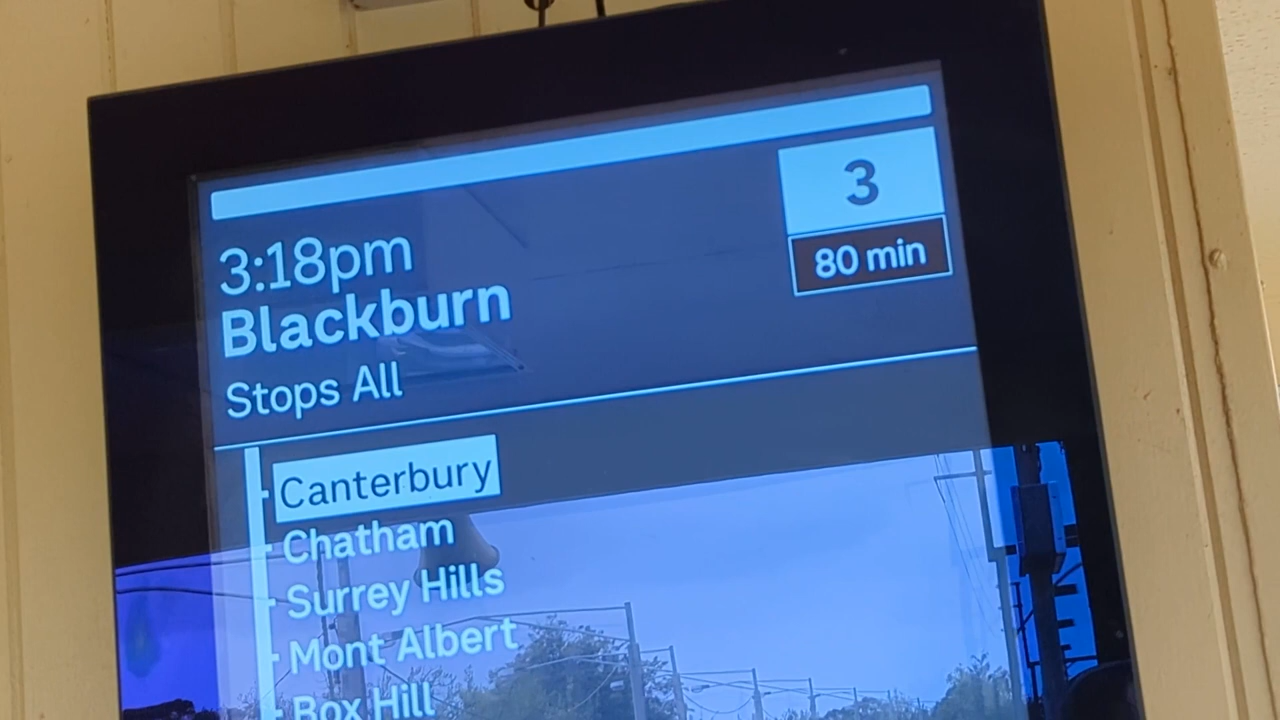 3
80 min
3:18pm
Blackburn
Stops All
Canterbury
Chatham
Surrey Hills
Mont Albert
Box Hill